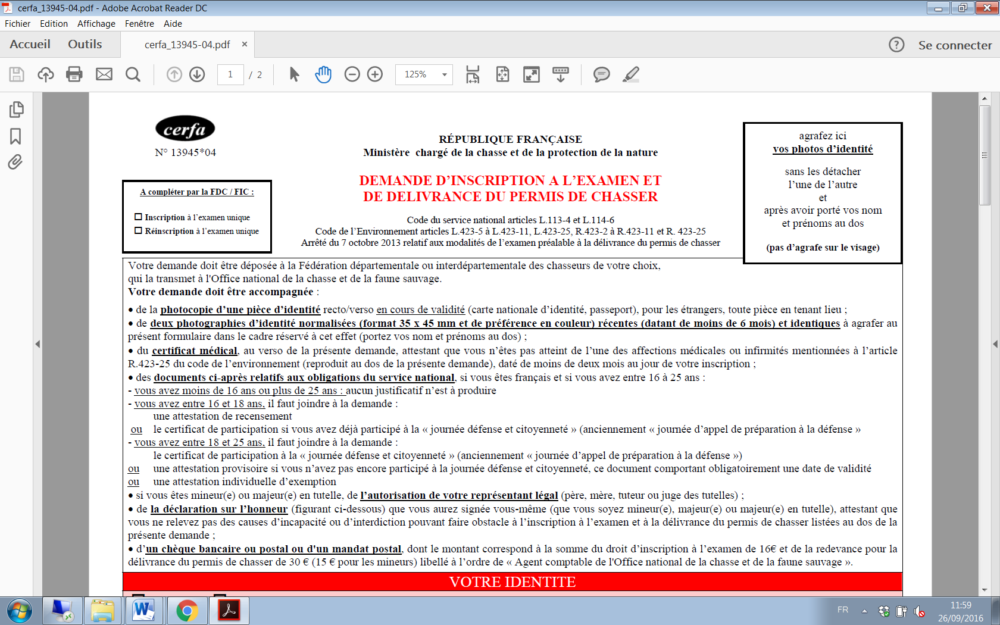 cerfa_13945-04.pdf - Adobe Acrobat Reader DC
Fichier Edition Affichage Fenêtre Aide
Accueil Outils cerfa_13945-04.pdf × ? Se connecter
1 / 2 125%
cerfa
N° 13945*04
RÉPUBLIQUE FRANÇAISE
Ministère chargé de la chasse et de la protection de la nature
DEMANDE D’INSCRIPTION A L’EXAMEN ET
DE DELIVRANCE DU PERMIS DE CHASSER
Code du service national articles L.113-4 et L.114-6
Code de l’Environnement articles L.423-5 à L.423-11, L.423-25, R.423-2 à R.423-11 et R. 423-25
Arrêté du 7 octobre 2013 relatif aux modalités de l’examen préalable à la délivrance du permis de chasser
A compléter par la FDC / FIC :
Inscription à l’examen unique
Réinscription à l’examen unique
agrafez ici
vos photos d’identité
sans les détacher
l’une de l’autre
et
après avoir porté vos nom
et prénoms au dos
(pas d’agrafe sur le visage)
Votre demande doit être déposée à la Fédération départementale ou interdépartementale des chasseurs de votre choix,
qui la transmet à l'Office national de la chasse et de la faune sauvage.
Votre demande doit être accompagnée :
• de la photocopie d’une pièce d’identité recto/verso en cours de validité (carte nationale d’identité, passeport), pour les étrangers, toute pièce en tenant lieu ;
• de deux photographies d’identité normalisées (format 35 x 45 mm et de préférence en couleur) récentes (datant de moins de 6 mois) et identiques à agrafer au
présent formulaire dans le cadre réservé à cet effet (portez vos nom et prénoms au dos) ;
• du certificat médical, au verso de la présente demande, attestant que vous n’êtes pas atteint de l’une des affections médicales ou infirmités mentionnées à l’article
R.423-25 du code de l’environnement (reproduit au dos de la présente demande), daté de moins de deux mois au jour de votre inscription ;
• des documents ci-après relatifs aux obligations du service national, si vous êtes français et si vous avez entre 16 à 25 ans :
- vous avez moins de 16 ans ou plus de 25 ans : aucun justificatif n’est à produire
- vous avez entre 16 et 18 ans, il faut joindre à la demande :
une attestation de recensement
ou le certificat de participation si vous avez déjà participé à la « journée défense et citoyenneté » (anciennement « journée d’appel de préparation à la défense »
- vous avez entre 18 et 25 ans, il faut joindre à la demande :
le certificat de participation à la « journée défense et citoyenneté » (anciennement « journée d’appel de préparation à la défense »)
ou une attestation provisoire si vous n’avez pas encore participé à la journée défense et citoyenneté, ce document comportant obligatoirement une date de validité
ou une attestation individuelle d’exemption
• si vous êtes mineur(e) ou majeur(e) en tutelle, de l’autorisation de votre représentant légal (père, mère, tuteur ou juge des tutelles) ;
• de la déclaration sur l’honneur (figurant ci-dessous) que vous aurez signée vous-même (que vous soyez mineur(e), majeur(e) ou majeur(e) en tutelle), attestant que
vous ne relevez pas des causes d’incapacité ou d’interdiction pouvant faire obstacle à l’inscription à l’examen et à la délivrance du permis de chasser listées au dos de la
présente demande ;
• d’un chèque bancaire ou postal ou d'un mandat postal, dont le montant correspond à la somme du droit d’inscription à l’examen de 16€ et de la redevance pour la
délivrance du permis de chasser de 30 € (15 € pour les mineurs) libellé à l’ordre de « Agent comptable de l'Office national de la chasse et de la faune sauvage ».
VOTRE IDENTITE
FR 11:59
26/09/2016